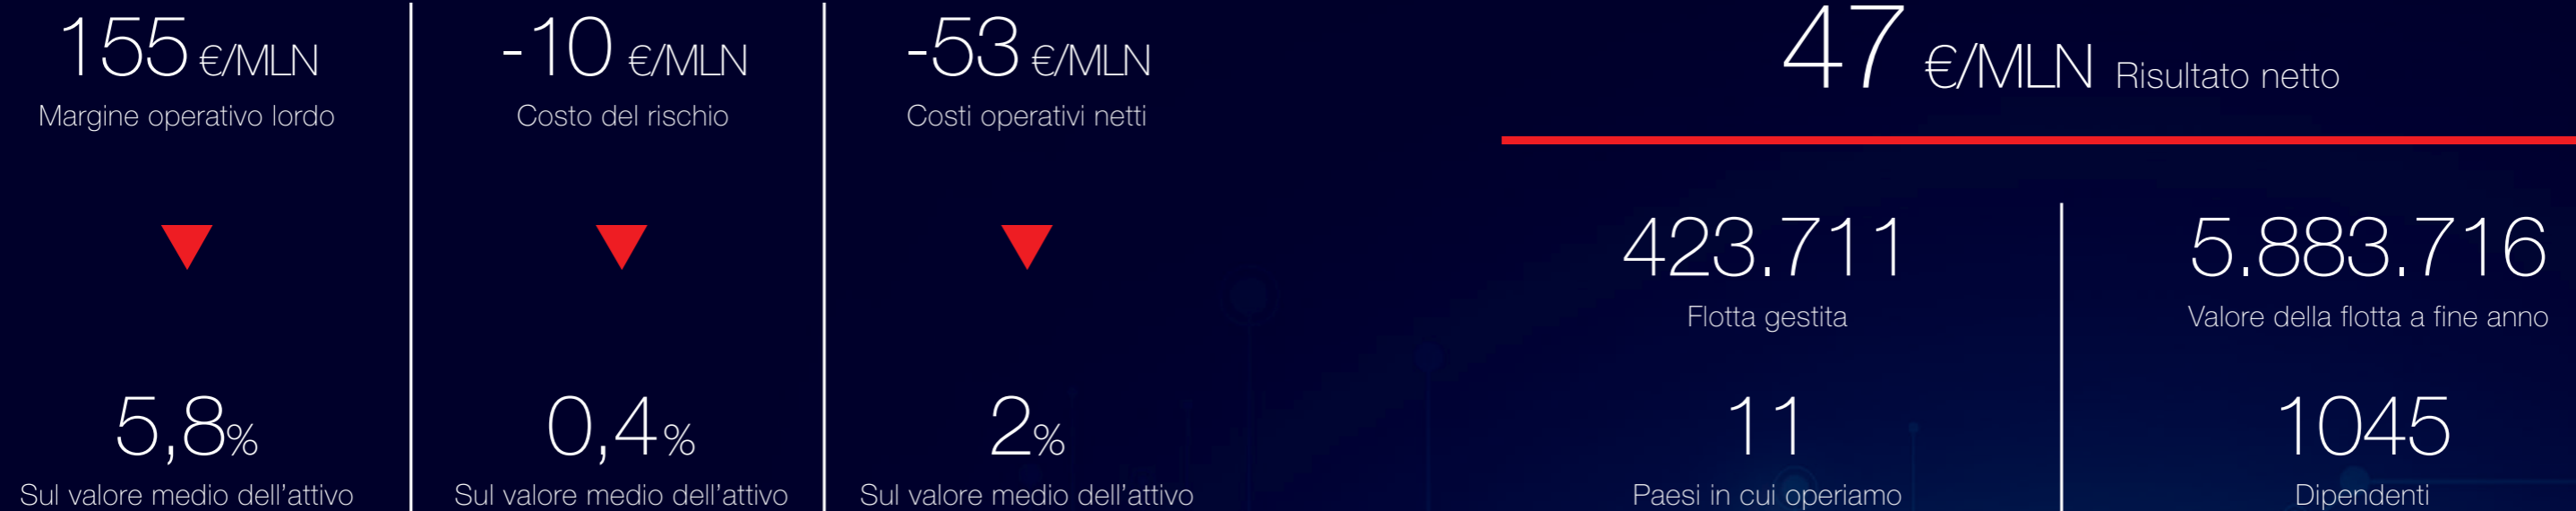 155 €/MLN
Margine operativo lordo
5,8%
Sul valore medio dell’attivo
-10 €/MLN
Costo del rischio
0,4%
Sul valore medio dell’attivo
-53 €/MLN
Costi operativi netti
2%
Sul valore medio dell’attivo
47 €/MLN Risultato netto
423.711
Flotta gestita
5.883.716
Valore della flotta a fine anno
11
Paesi in cui operiamo
1045
Dipendenti